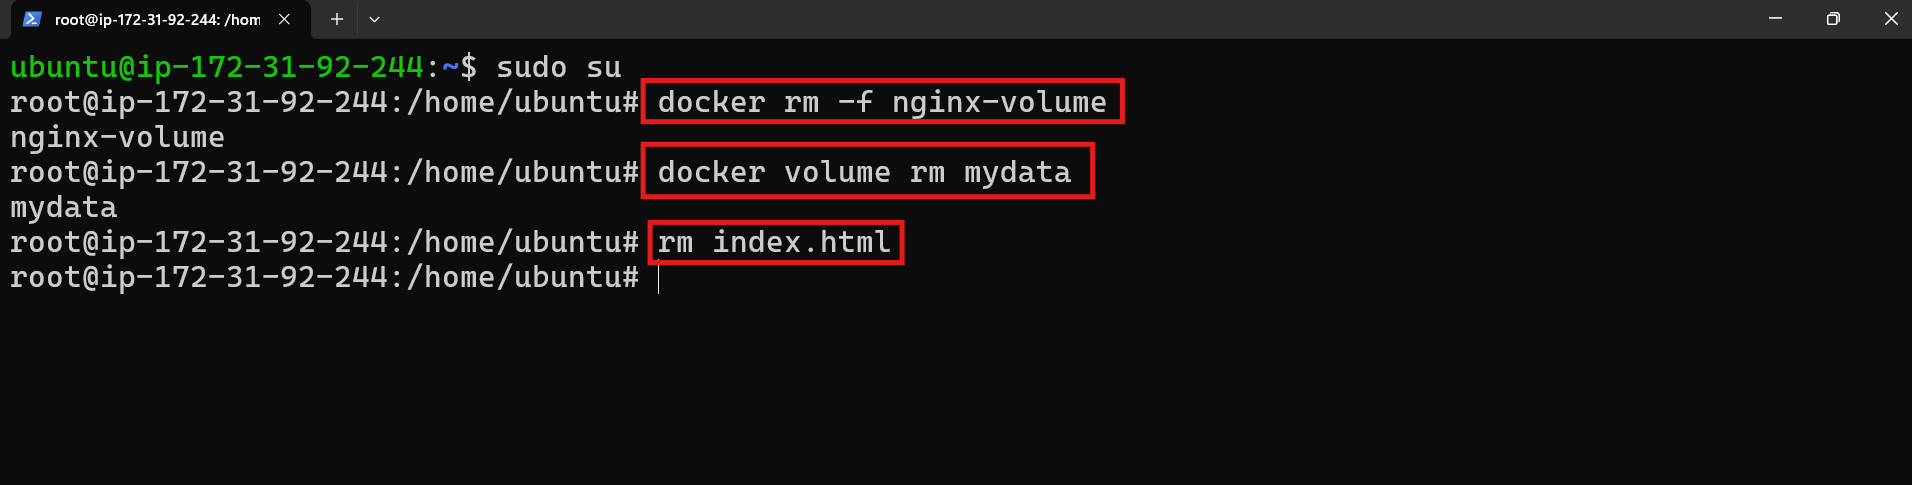 root@ip-172-31-92-244: /hom
ubuntu@ip-172-31-92-244:~$ sudo su
root@ip-172-31-92-244:/home/ubuntu# docker rm -f nginx-volume
nginx-volume
root@ip-172-31-92-244:/home/ubuntu# docker volume rm mydata
mydata
root@ip-172-31-92-244:/home/ubuntu# rm index.html
root@ip-172-31-92-244:/home/ubuntu#